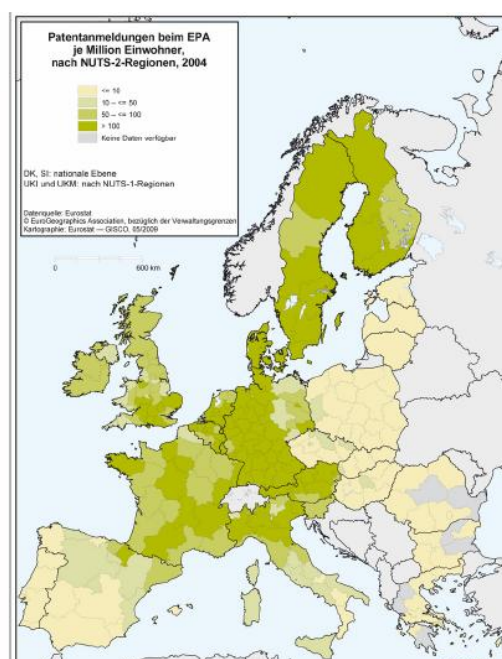 Patentanmeldungen beim EPA
je Million Einwohner,
nach NUTS-2-Regionen, 2004
<= 10
10 – <= 50
50 – <= 100
> 100
Keine Daten verfügbar
DK, SI: nationale Ebene
UKI und UKM: nach NUTS-1-Regionen
Datenquelle: Eurostat
© EuroGeographics Association, bezüglich der Verwaltungsgrenzen
Kartographie: Eurostat — GISCO, 05/2009
0 600 km